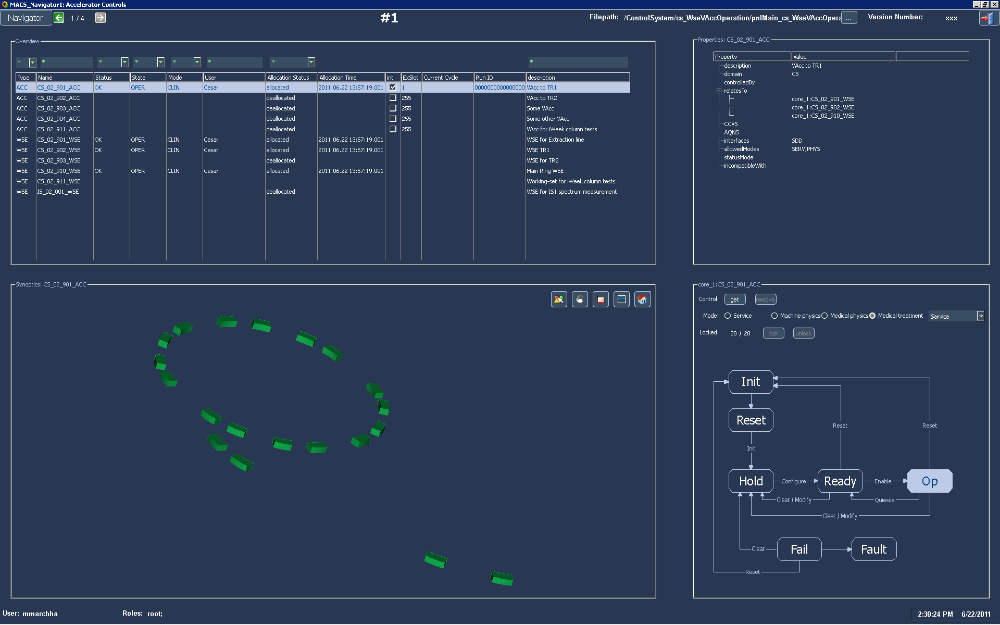 MACS_Navigator1: Accelerator Controls
Navigator 1 / 4 #1 Filepath: /ControlSystem/cs_WseVAccOperation/pnlMain_cs_WseVAccOpera ... Version Number: xxx
Overview
* * * * * * * *
Type Name Status State Mode User Allocation Status Allocation Time int ExSlot Current Cycle Run ID description
ACC CS_02_901_ACC OK OPER CLIN Cesar allocated 2011.06.22 13:57:19.001 1 0000000000000000 VAcc to TR1
ACC CS_02_902_ACC deallocated 255 VAcc to TR2
ACC CS_02_903_ACC deallocated 255 Some VAcc
ACC CS_02_904_ACC deallocated 255 Some other VAcc
ACC CS_02_911_ACC deallocated 255 VAcc for iWeek column tests
WSE CS_02_901_WSE OK OPER CLIN Cesar allocated 2011.06.22 13:57:19.001 WSE for Extraction line
WSE CS_02_902_WSE OK OPER CLIN Cesar allocated 2011.06.22 13:57:19.001 WSE TR1
WSE CS_02_903_WSE deallocated WSE for TR2
WSE CS_02_910_WSE OK OPER CLIN Cesar allocated 2011.06.22 13:57:19.001 Main Ring WSE
WSE CS_02_911_WSE Working-set for iWeek column tests
WSE IS_02_001_WSE deallocated WSE for IS1 spectrum measurement
Properties: CS_02_901_ACC
Property Value
description VAcc to TR1
domain CS
controlledBy
relatesTo
core_1:CS_02_901_WSE
core_1:CS_02_902_WSE
core_1:CS_02_910_WSE
CCVS
AQNS
interfaces SDD
allowedModes SERV;PHYS
statusMode
incompatibleWith
Synoptics: CS_02_901_ACC
core_1:CS_02_901_ACC
Control: get remove
Mode: Service Machine physics Medical physics Medical treatment Service
Locked: 28 / 28 lock unlock
Init
Reset
Reset Reset
Init
Hold Configure Ready Enable Op
Clear / Modify Quiesce
Clear / Modify
Clear Fail Fault
Reset
User: mmarchha Roles: root; 2:30:24 PM 6/22/2011